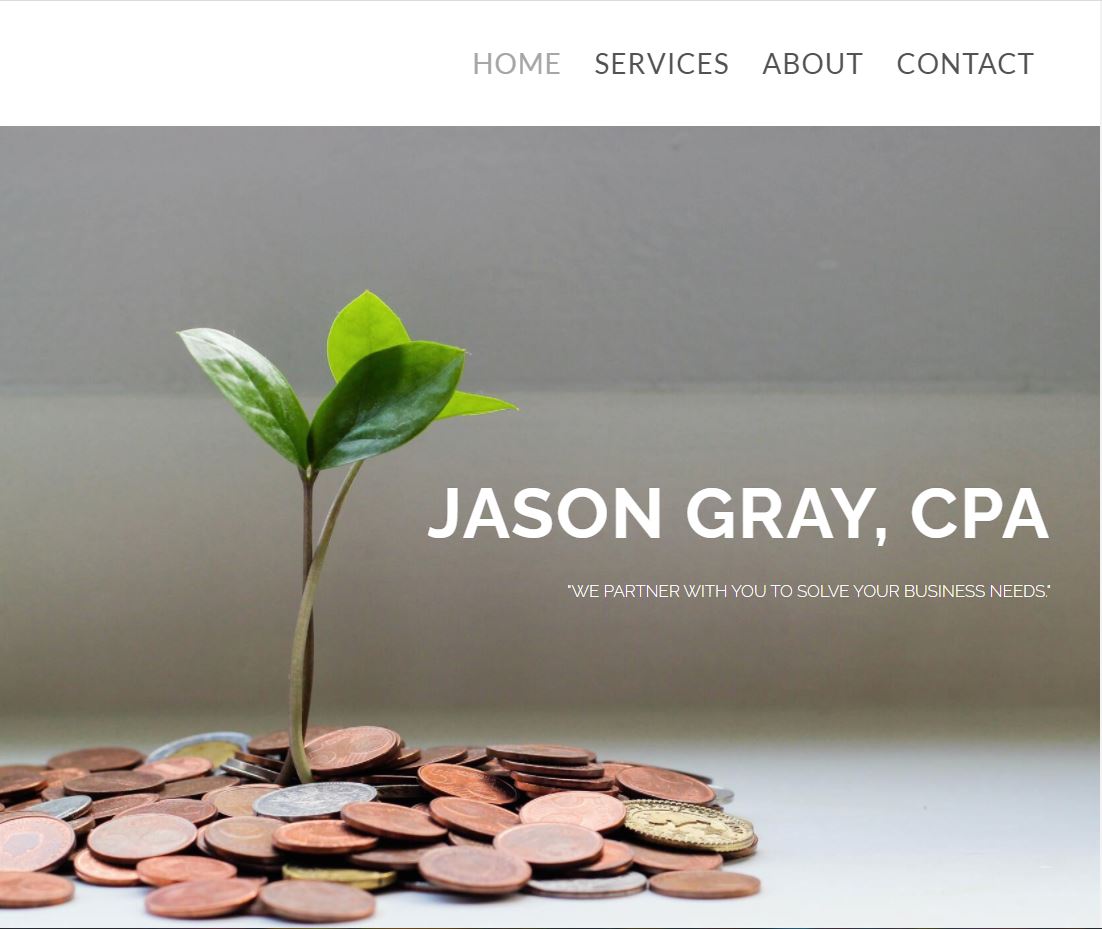 HOME SERVICES ABOUT CONTACT
JASON GRAY, CPA
"WE PARTNER WITH YOU TO SOLVE YOUR BUSINESS NEEDS."